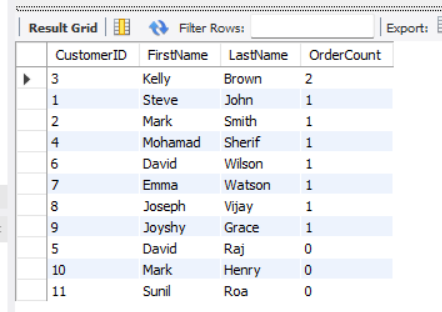 Result Grid Filter Rows: Export:
CustomerID FirstName LastName OrderCount
3 Kelly Brown 2
1 Steve John 1
2 Mark Smith 1
4 Mohamad Sherif 1
6 David Wilson 1
7 Emma Watson 1
8 Joseph Vijay 1
9 Joyshy Grace 1
5 David Raj 0
10 Mark Henry 0
11 Sunil Roa 0